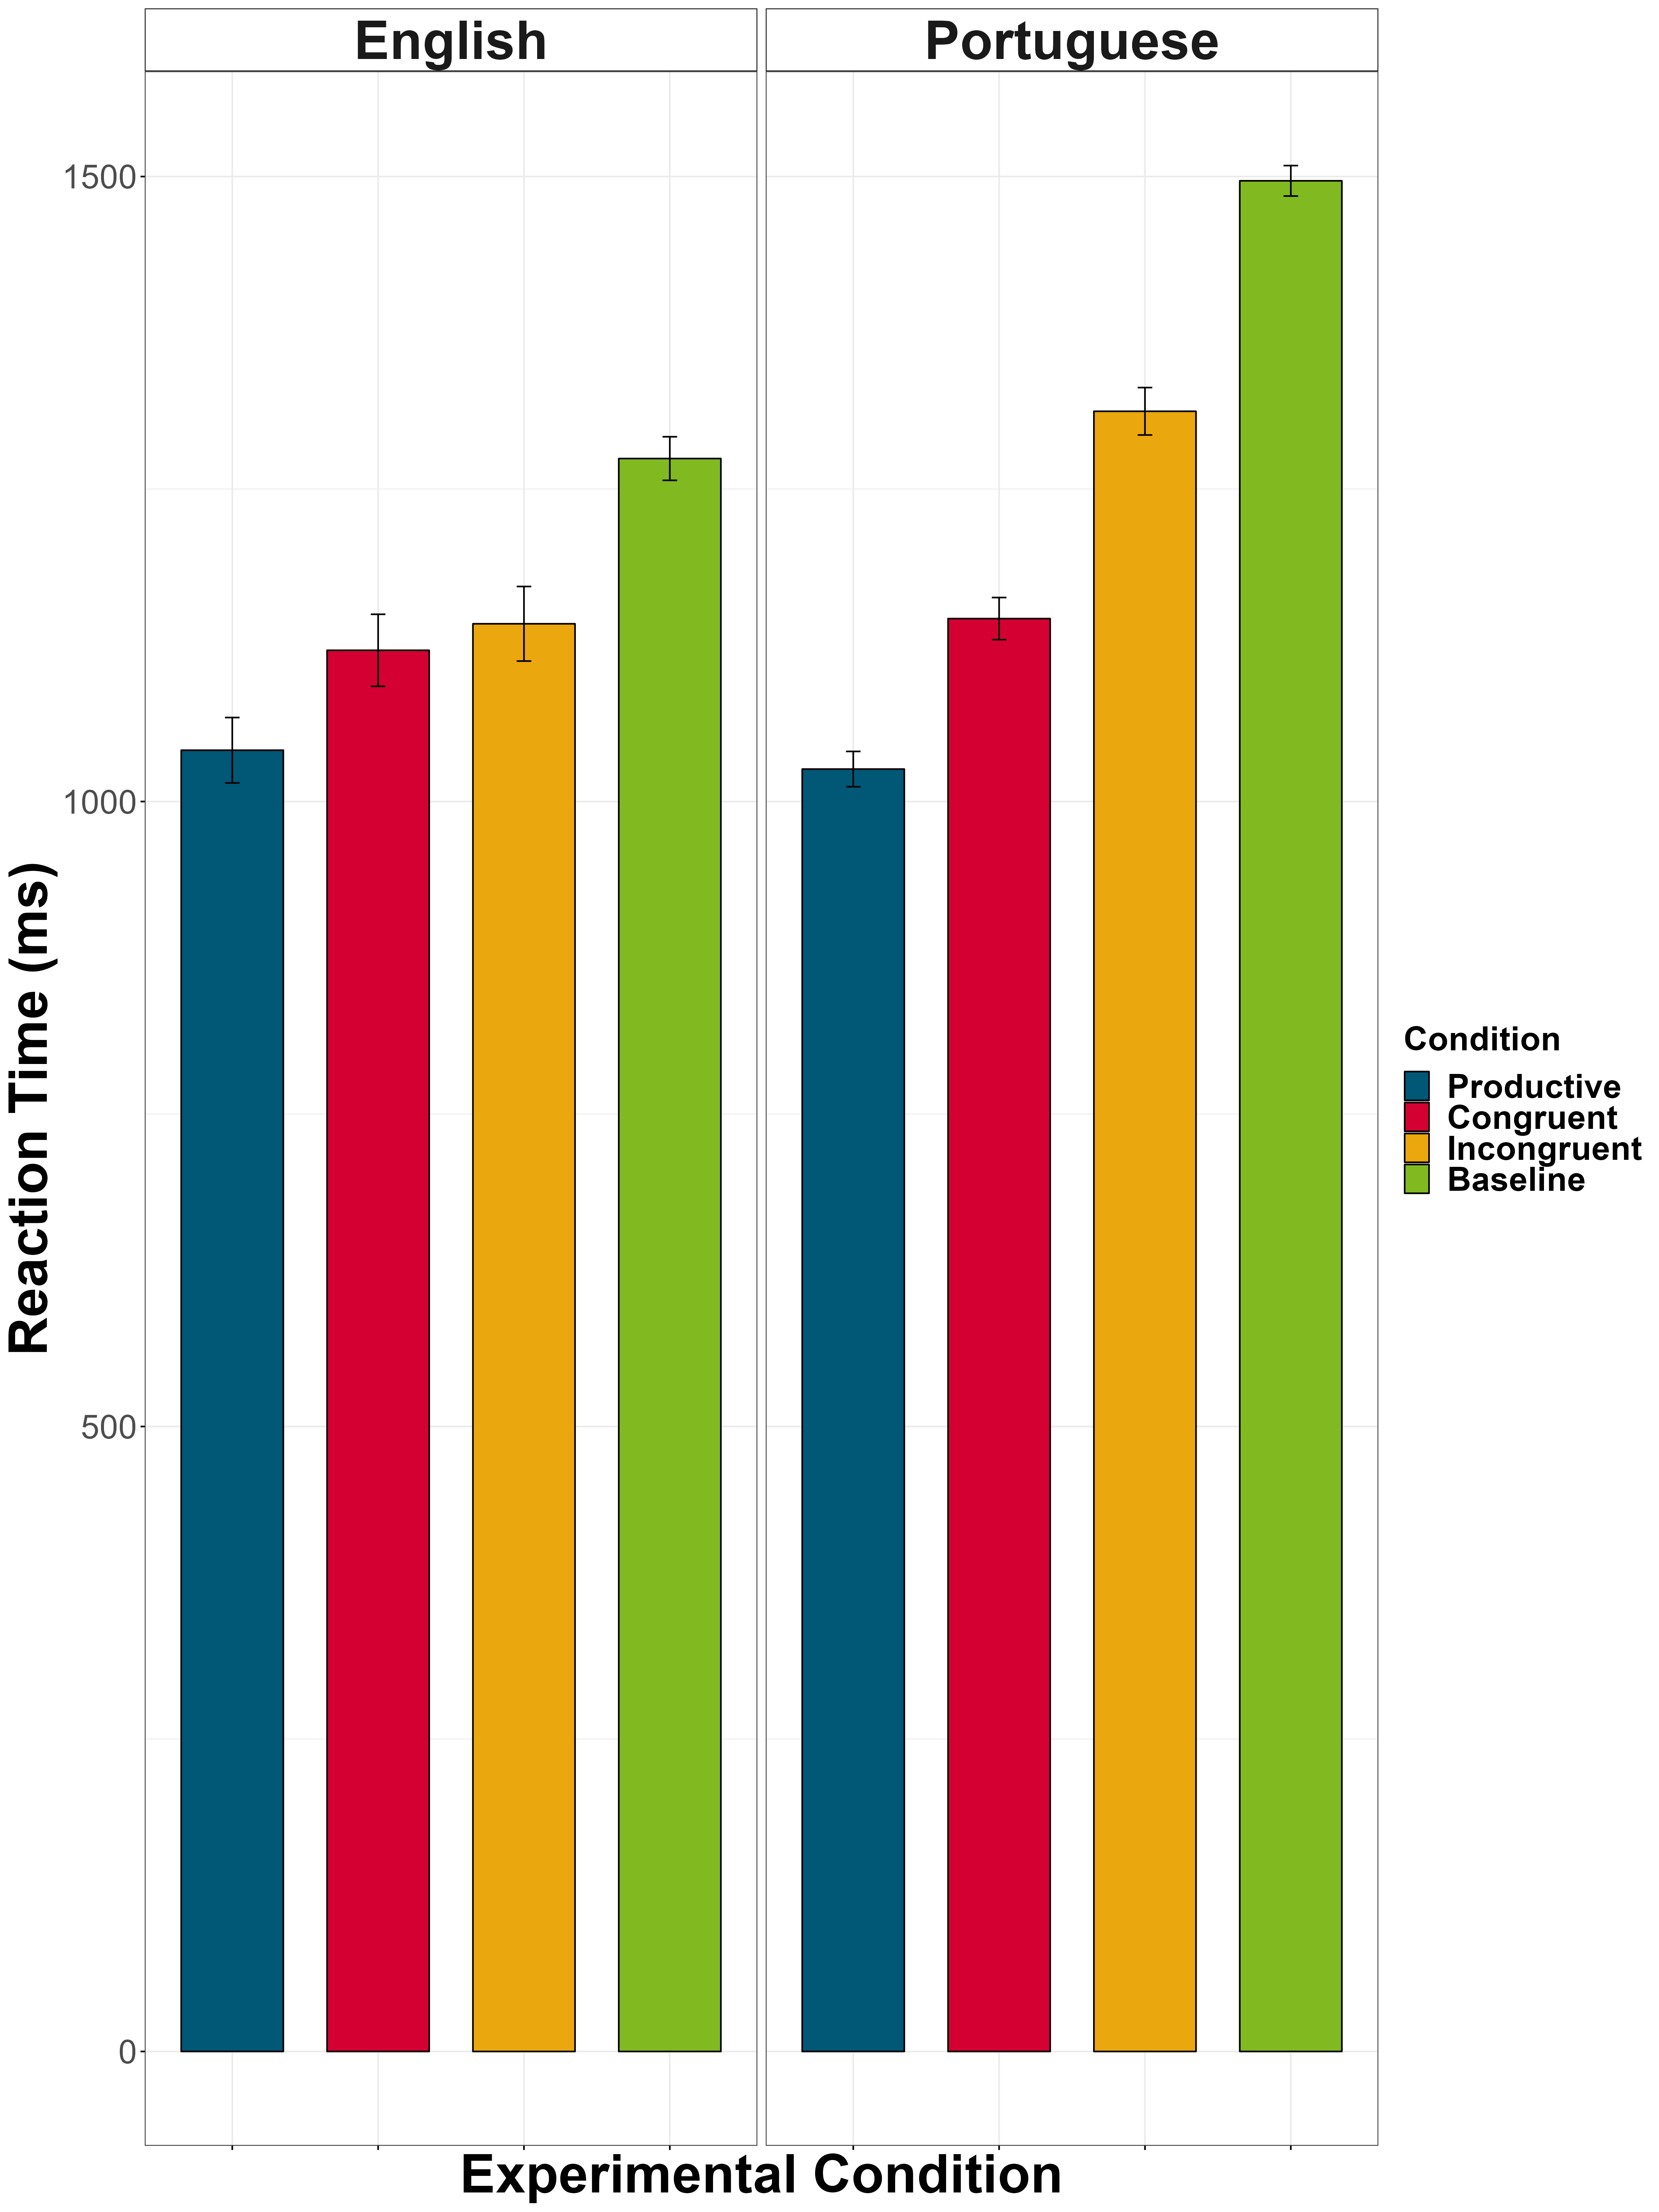 English
Portuguese
1500
1000
500
0
Reaction Time (ms)
Experimental Condition
Condition
Productive
Congruent
Incongruent
Baseline